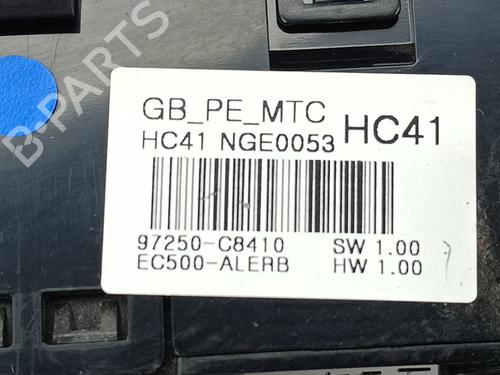 B-PARTS
GB_PE_MTC HC41
HC41 NGE0053
97250-C8410 SW 1.00
EC500-ALERB HW 1.00